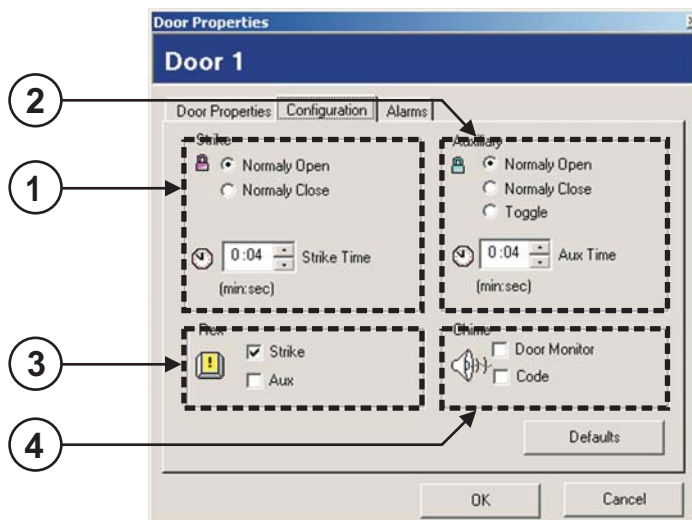 Door Properties
Door 1
Door Properties Configuration Alarms
2
1
3
4
Strike
Normaly Open
Normaly Close
0:04 Strike Time
(min:sec)
Auxiliary
Normaly Open
Normaly Close
Toggle
0:04 Aux Time
(min:sec)
Rex
Strike
Aux
Chime
Door Monitor
Code
Defaults
OK Cancel